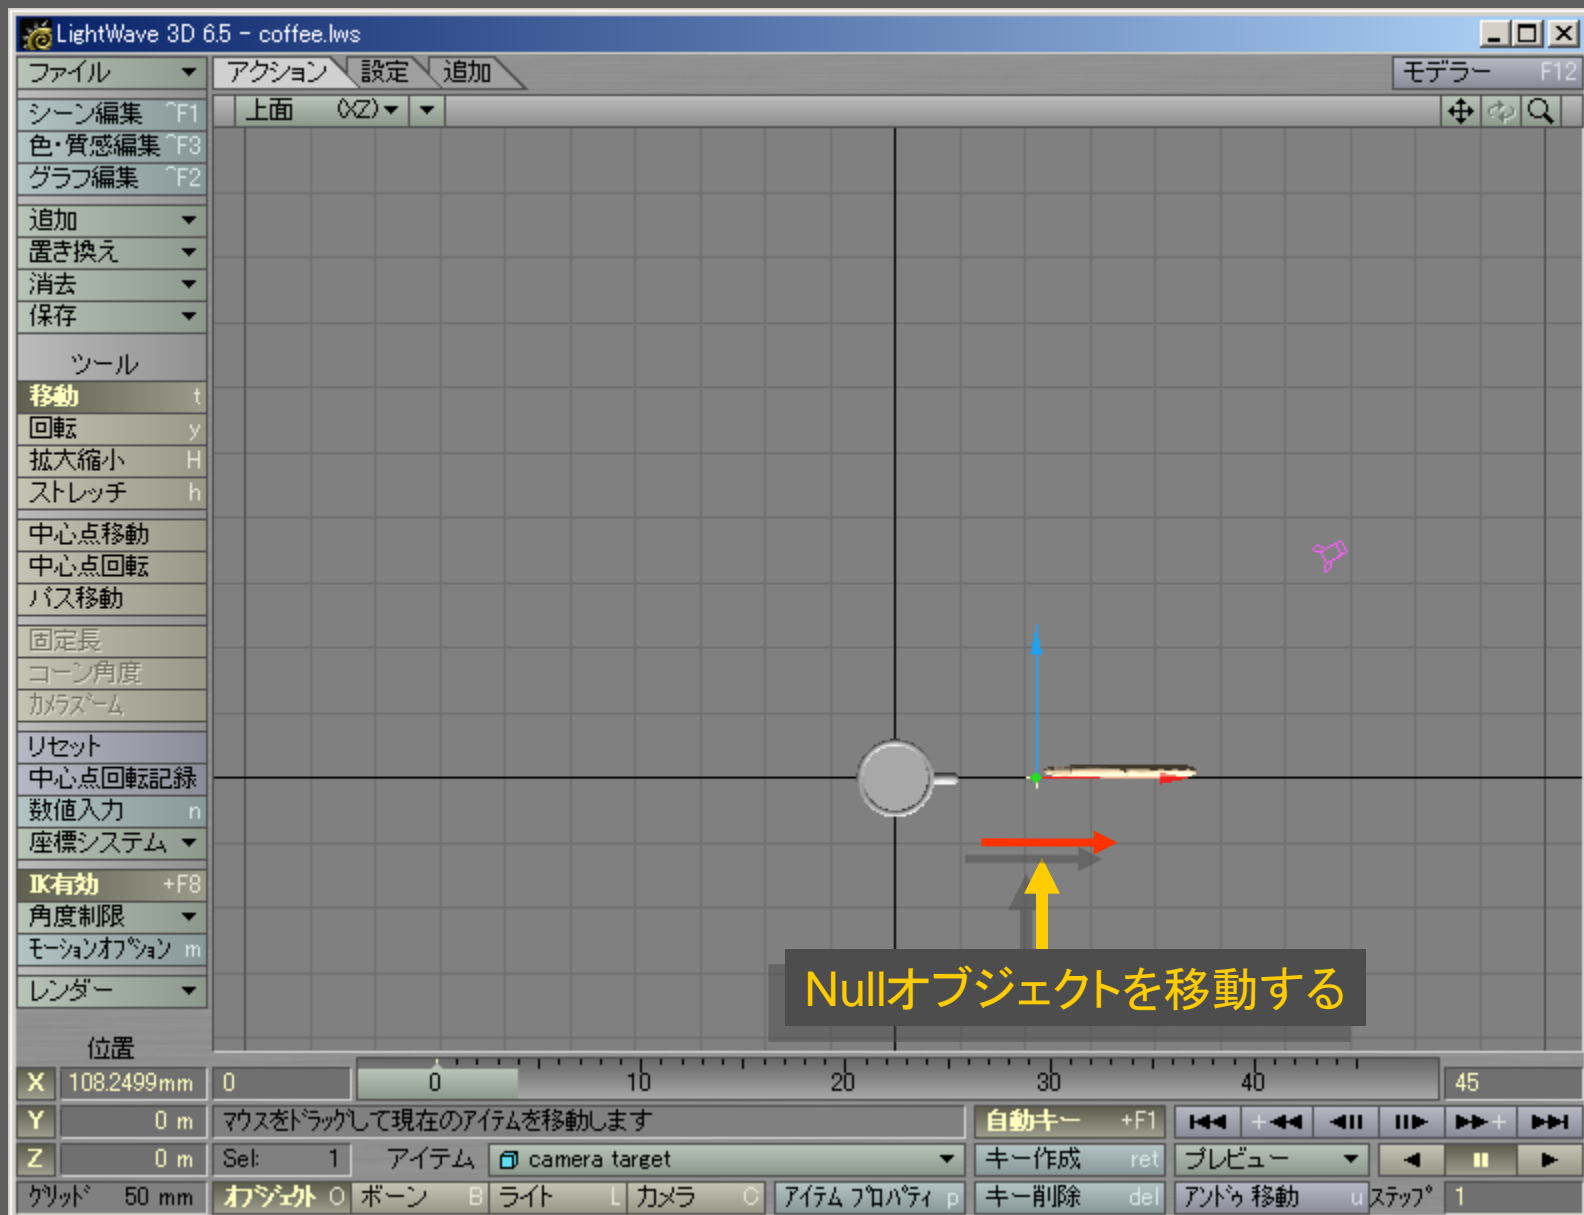 LightWave 3D 6.5 - coffee.lws
ファイル アクション 設定 追加 モデラー F12
シーン編集 ^F1 上面 (XZ)
色・質感編集 ^F3
グラフ編集 ^F2
追加
置き換え
消去
保存
ツール
移動 t
回転 y
拡大縮小 H
ストレッチ h
中心点移動
中心点回転
パス移動
固定長
コーン角度
カメラズーム
リセット
中心点回転記録
数値入力 n
座標システム
IK有効 +F8
角度制限
モーションオプション m
Nullオブジェクトを移動する
レンダー
位置
X 108.2499mm 0 0 10 20 30 40 45
Y 0 m マウスをドラッグして現在のアイテムを移動します 自動キー +F1
Z 0 m Sel: 1 アイテム camera target キー作成 ret プレビュー
グリッド 50 mm オブジェクト O ボーン B ライト L カメラ C アイテム プロパティ p キー削除 del アンドゥ 移動 u ステップ 1